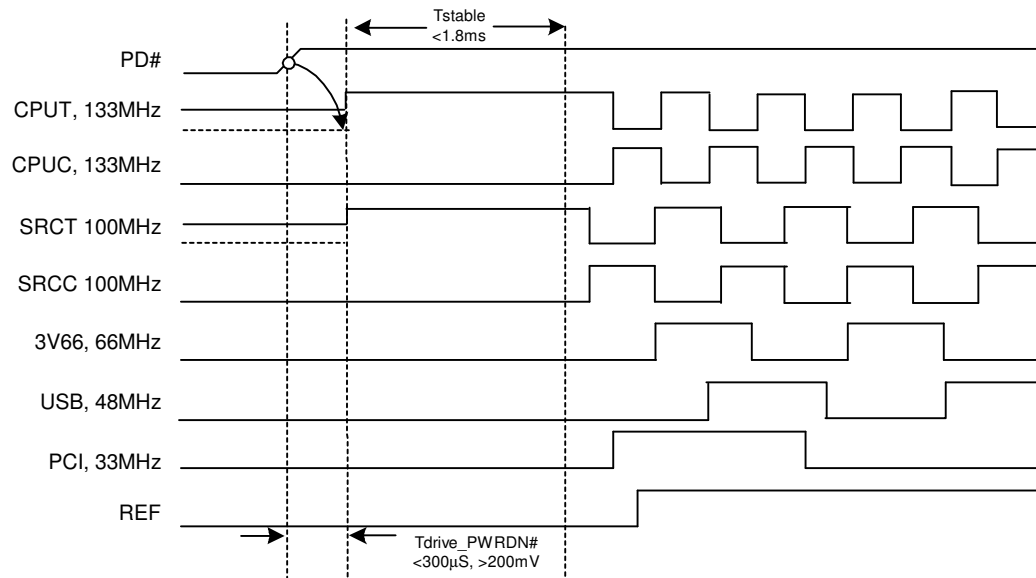 Tstable
<1.8ms
PD#
CPUT, 133MHz
CPUC, 133MHz
SRCT 100MHz
SRCC 100MHz
3V66, 66MHz
USB, 48MHz
PCI, 33MHz
REF
Tdrive_PWRDN#
<300µS, >200mV